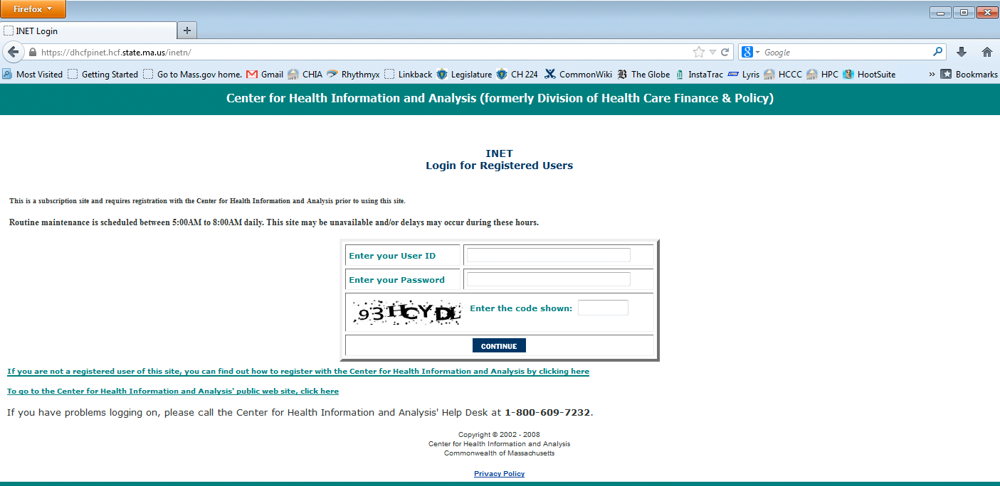 Firefox
INET Login
https://dhcfpinet.hcf.state.ma.us/inetn/
Google
Most Visited Getting Started Go to Mass.gov home. Gmail CHIA Rhythmyx Linkback Legislature CH 224 CommonWiki The Globe InstaTrac Lyris HCCC HPC HootSuite » Bookmarks
Center for Health Information and Analysis (formerly Division of Health Care Finance & Policy)
INET
Login for Registered Users
This is a subscription site and requires registration with the Center for Health Information and Analysis prior to using this site.
Routine maintenance is scheduled between 5:00AM to 8:00AM daily. This site may be unavailable and/or delays may occur during these hours.
Enter your User ID
Enter your Password
93HCYDL Enter the code shown:
CONTINUE
If you are not a registered user of this site, you can find out how to register with the Center for Health Information and Analysis by clicking here
To go to the Center for Health Information and Analysis' public web site, click here
If you have problems logging on, please call the Center for Health Information and Analysis' Help Desk at 1-800-609-7232.
Copyright © 2002 - 2008
Center for Health Information and Analysis
Commonwealth of Massachusetts
Privacy Policy